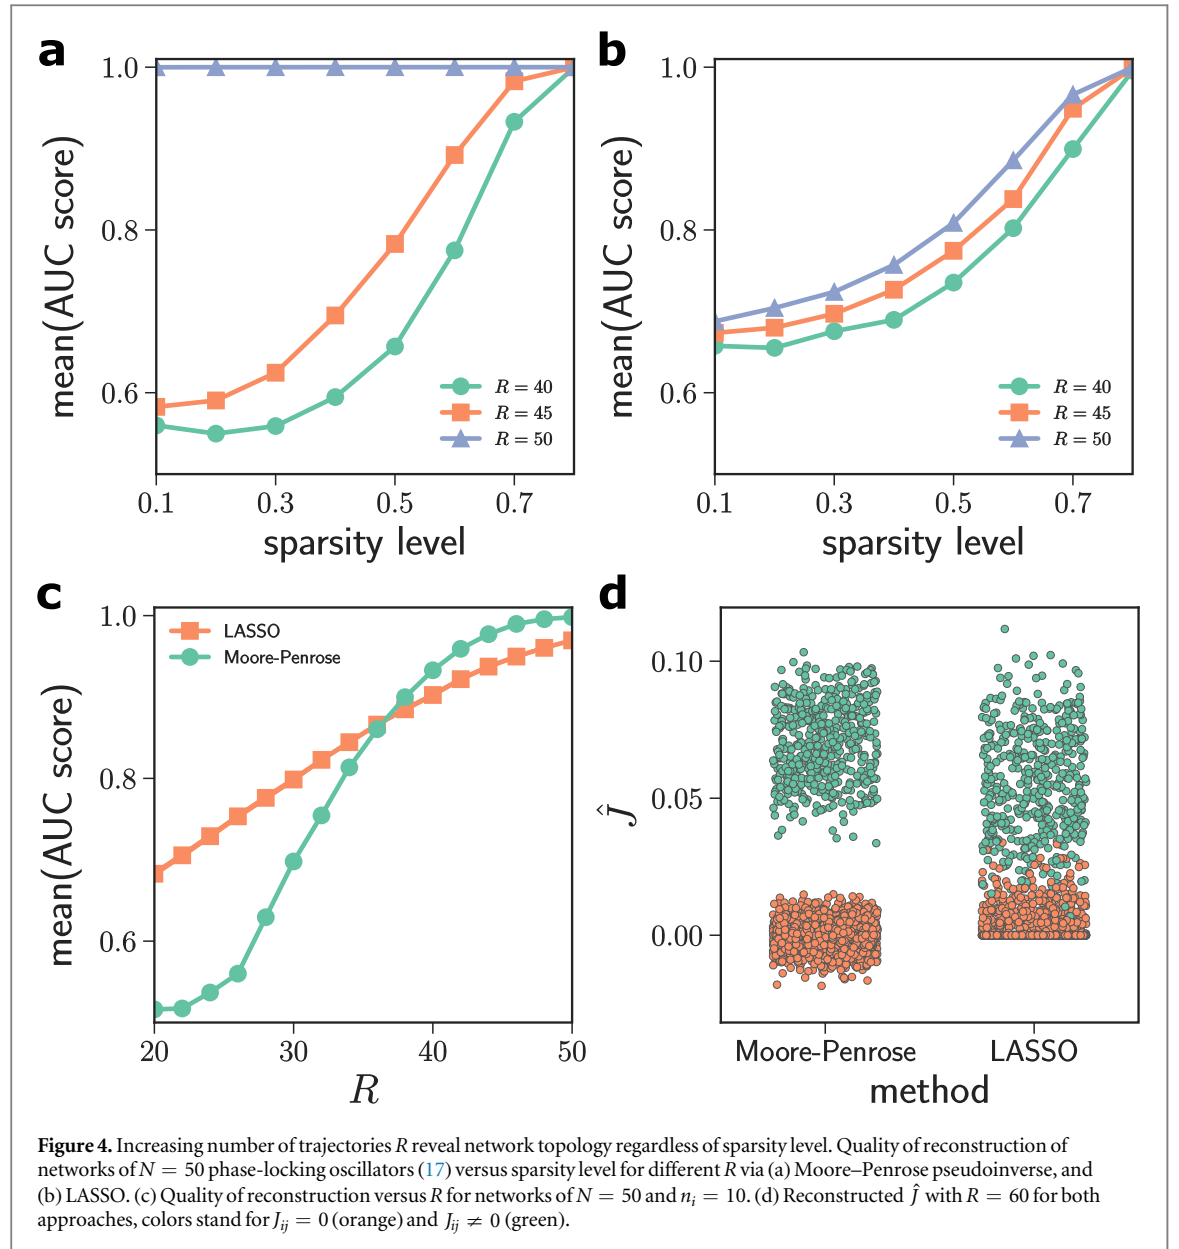 a
1.0
0.8
0.6
mean(AUC score)
R = 40
R = 45
R = 50
0.1 0.3 0.5 0.7
sparsity level
b
1.0
0.8
0.6
mean(AUC score)
R = 40
R = 45
R = 50
0.1 0.3 0.5 0.7
sparsity level
c
1.0
0.8
0.6
mean(AUC score)
LASSO
Moore-Penrose
20 30 40 50
R
d
0.10
0.05
0.00
Ĵ
Moore-Penrose LASSO
method
Figure 4. Increasing number of trajectories R reveal network topology regardless of sparsity level. Quality of reconstruction of
networks of N = 50 phase-locking oscillators (17) versus sparsity level for different R via (a) Moore–Penrose pseudoinverse, and
(b) LASSO. (c) Quality of reconstruction versus R for networks of N = 50 and nᵢ = 10. (d) Reconstructed Ĵ with R = 60 for both
approaches, colors stand for Jᵢⱼ = 0 (orange) and Jᵢⱼ ≠ 0 (green).